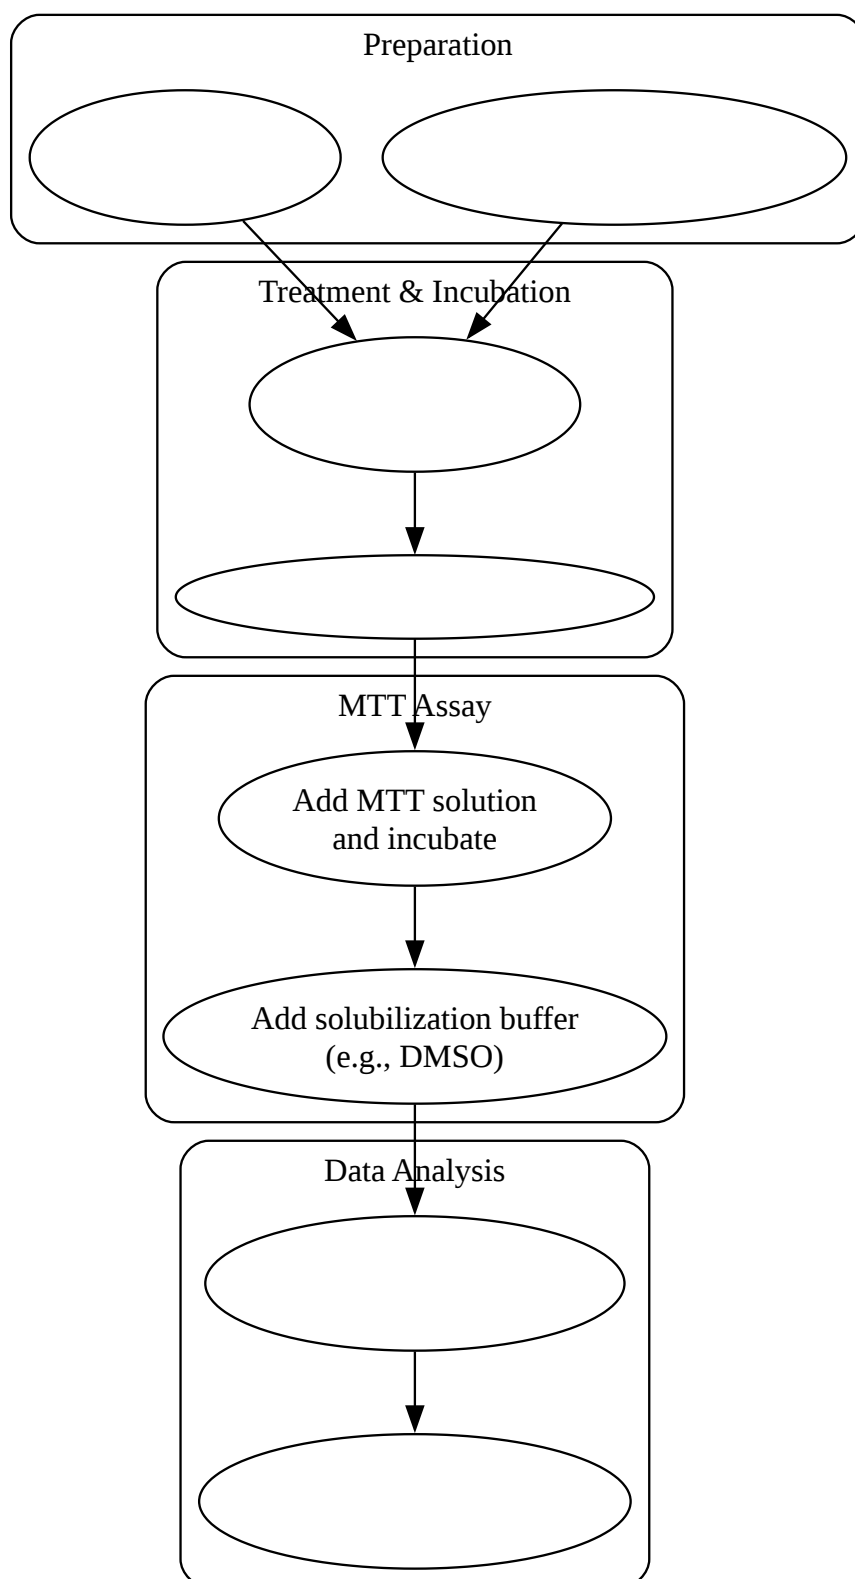 Preparation
Treatment & Incubation
MTT Assay
Add MTT solution
and incubate
Add solubilization buffer
(e.g., DMSO)
Data Analysis